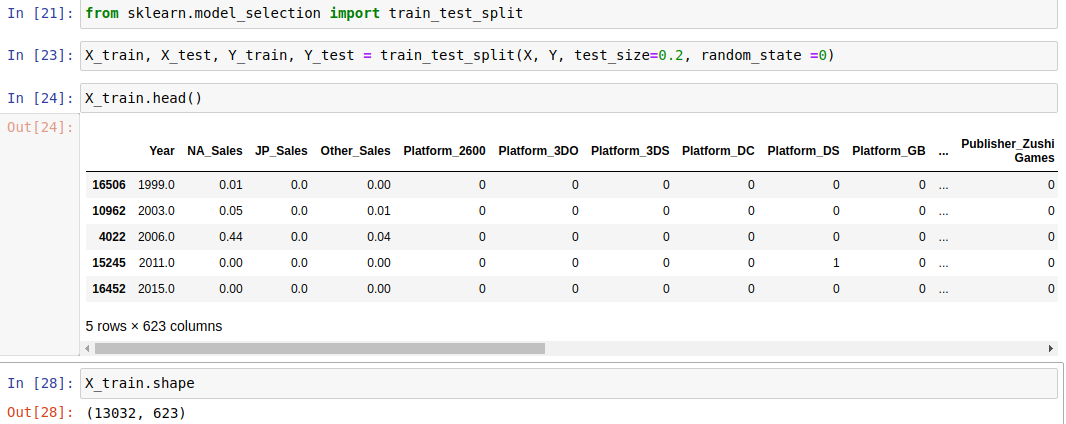 In [21]: from sklearn.model_selection import train_test_split
In [23]: X_train, X_test, Y_train, Y_test = train_test_split(X, Y, test_size=0.2, random_state =0)
In [24]: X_train.head()
Out[24]:
Year NA_Sales JP_Sales Other_Sales Platform_2600 Platform_3DO Platform_3DS Platform_DC Platform_DS Platform_GB ... Publisher_Zushi
Games
16506 1999.0 0.01 0.0 0.00 0 0 0 0 0 0 ... 0
10962 2003.0 0.05 0.0 0.01 0 0 0 0 0 0 ... 0
4022 2006.0 0.44 0.0 0.04 0 0 0 0 0 0 ... 0
15245 2011.0 0.00 0.0 0.00 0 0 0 0 1 0 ... 0
16452 2015.0 0.00 0.0 0.00 0 0 0 0 0 0 ... 0
5 rows × 623 columns
In [28]: X_train.shape
Out[28]: (13032, 623)